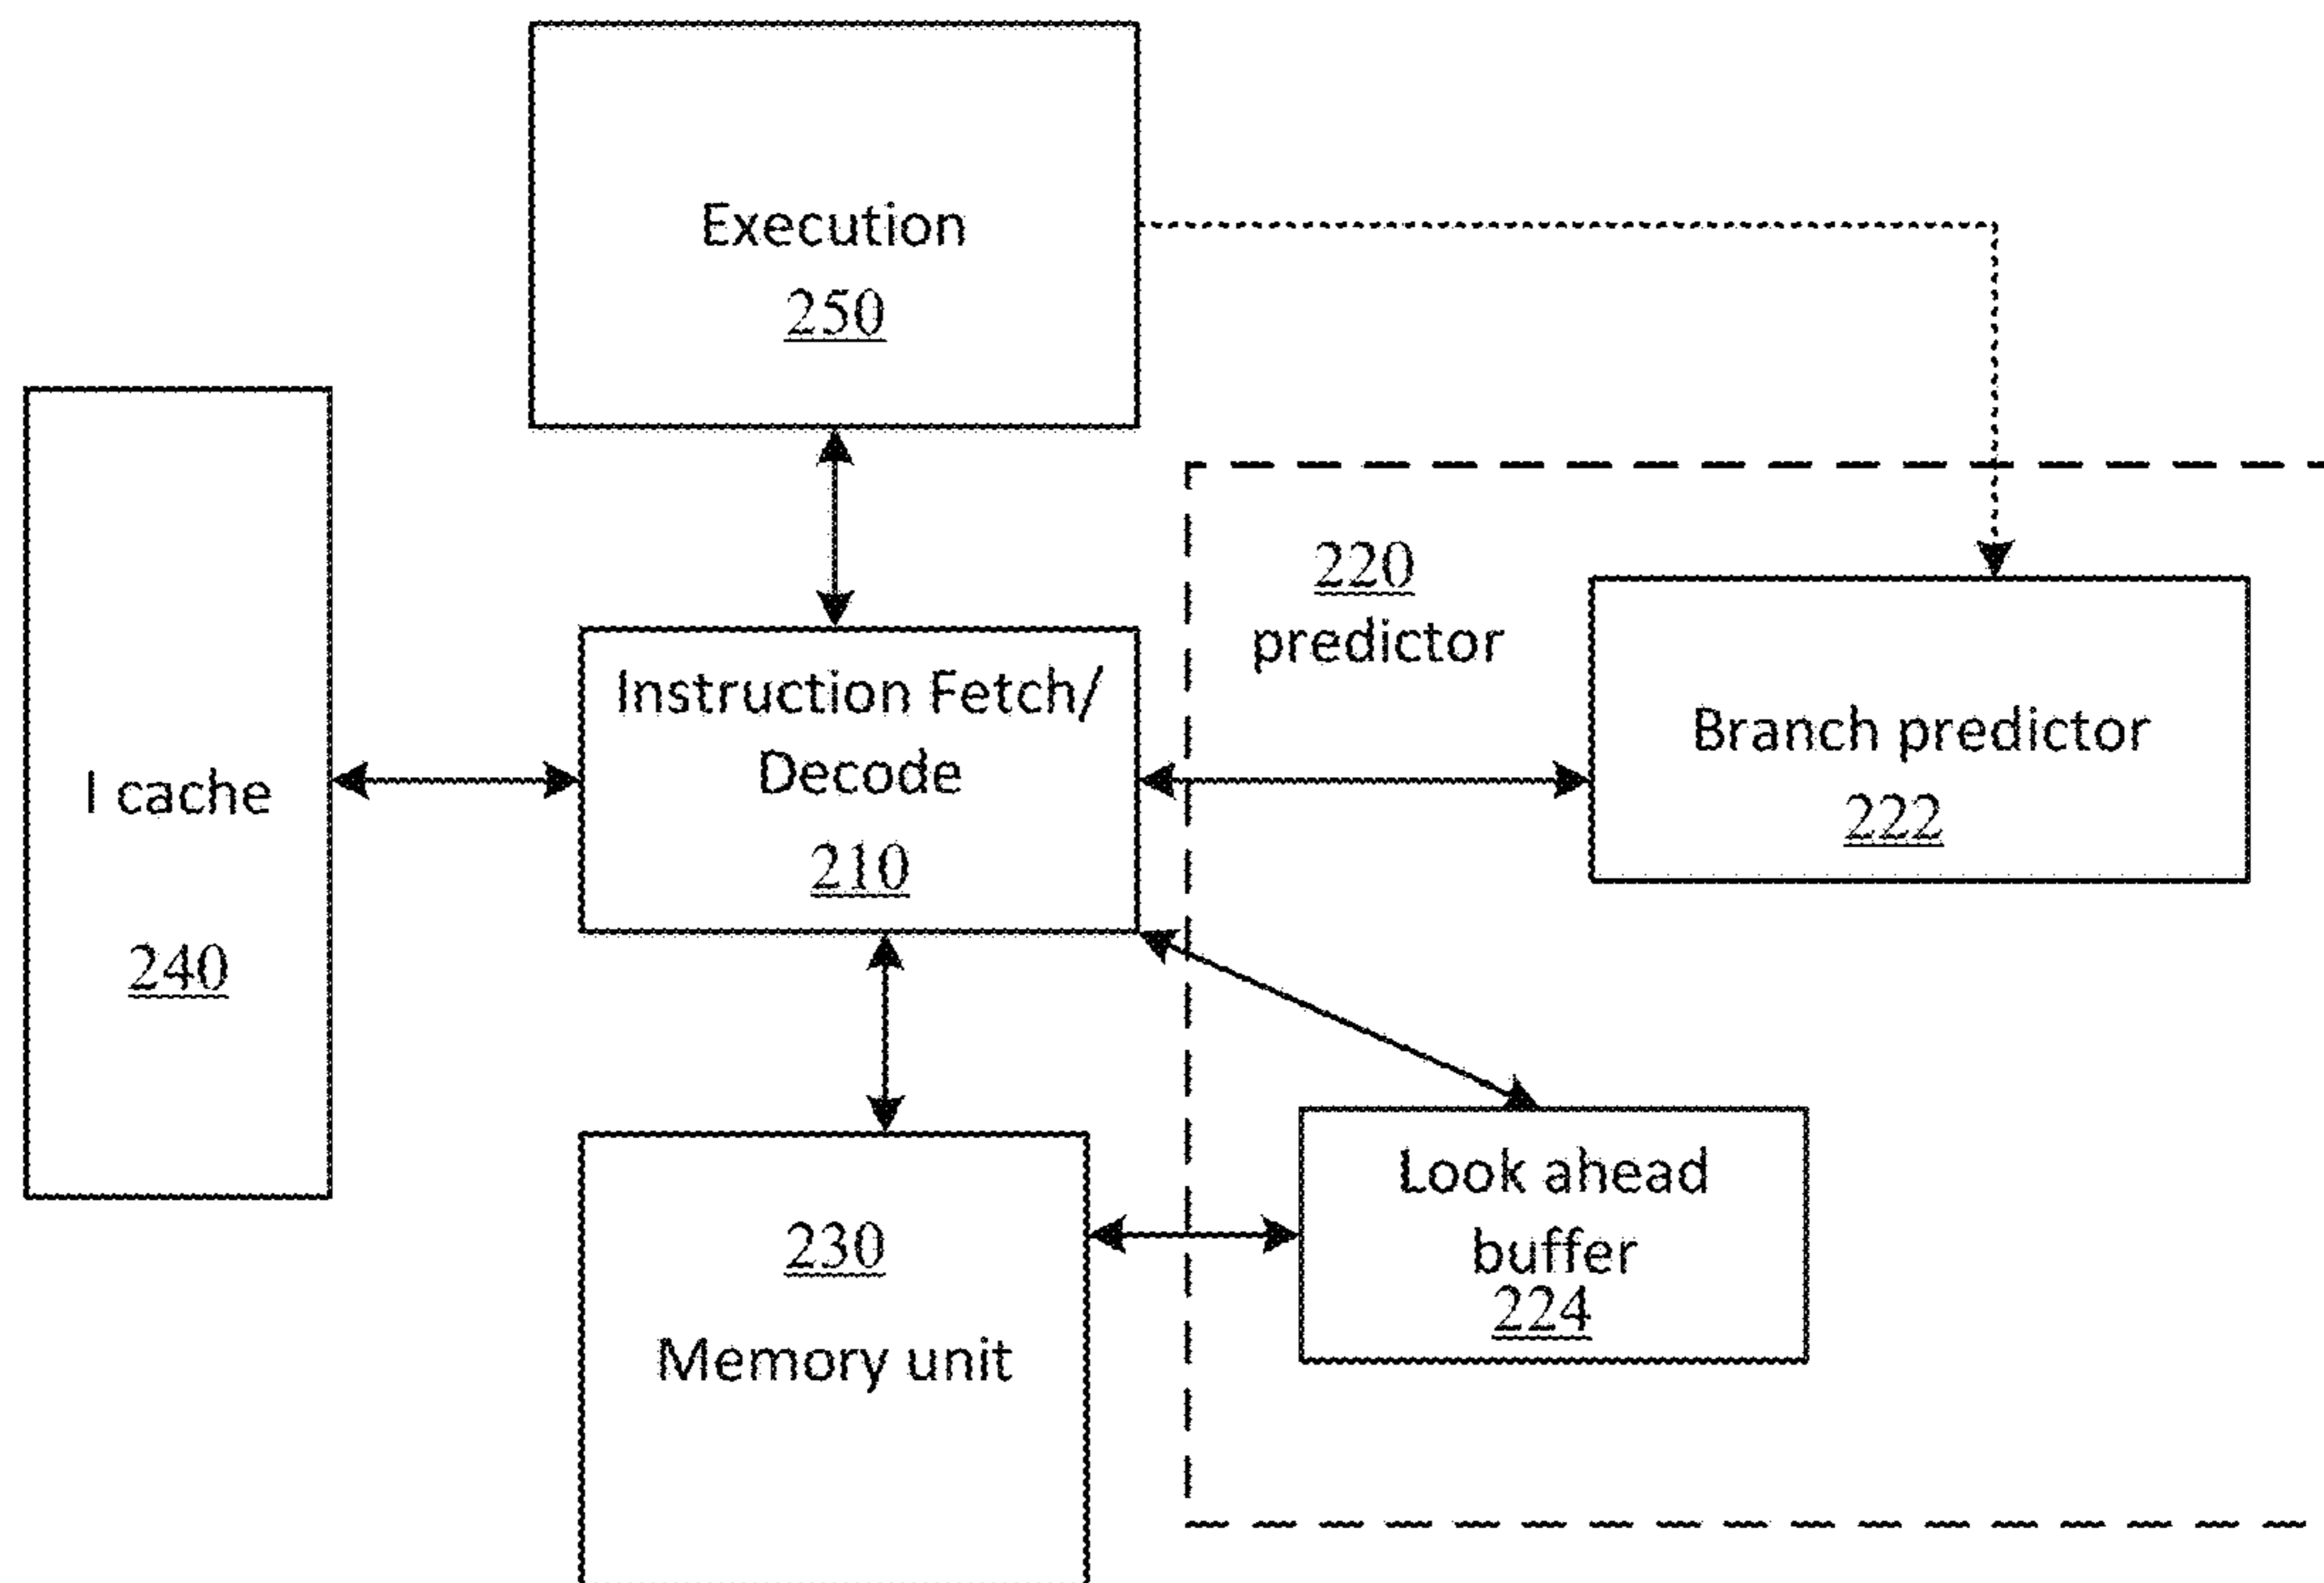 Execution
250
220
predictor
Instruction Fetch/
Decode
210
Branch predictor
222
I cache
240
Look ahead
buffer
224
230
Memory unit